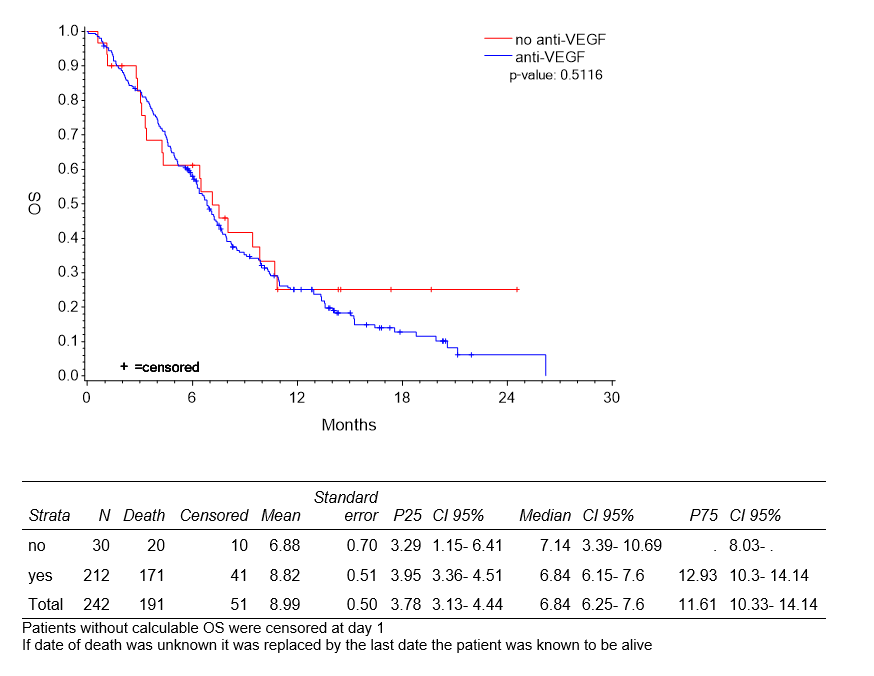 no anti-VEGF
anti-VEGF
p-value: 0.5116
1.0
0.9
0.8
0.7
0.6
0.5
0.4
0.3
0.2
0.1
0.0
OS
+ =censored
0 6 12 18 24 30
Months
Strata N Death Censored Mean Standard error P25 CI 95% Median CI 95% P75 CI 95%
no 30 20 10 6.88 0.70 3.29 1.15- 6.41 7.14 3.39- 10.69 . 8.03- .
yes 212 171 41 8.82 0.51 3.95 3.36- 4.51 6.84 6.15- 7.6 12.93 10.3- 14.14
Total 242 191 51 8.99 0.50 3.78 3.13- 4.44 6.84 6.25- 7.6 11.61 10.33- 14.14
Patients without calculable OS were censored at day 1
If date of death was unknown it was replaced by the last date the patient was known to be alive